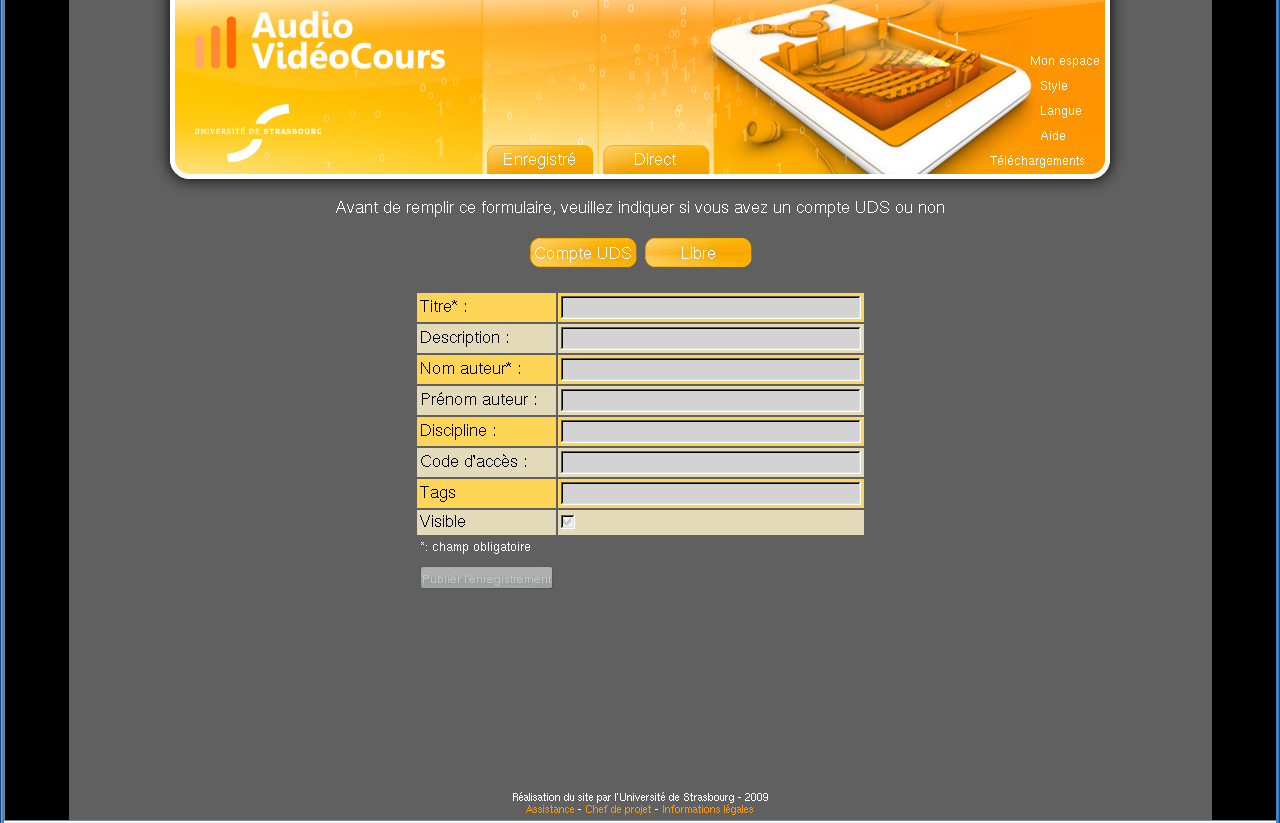 Audio
VidéoCours
UNIVERSITÉ DE STRASBOURG
Mon espace
Style
Langue
Aide
Téléchargements
Enregistré
Direct
Avant de remplir ce formulaire, veuillez indiquer si vous avez un compte UDS ou non
Compte UDS
Libre
Titre* :
Description :
Nom auteur* :
Prénom auteur :
Discipline :
Code d'accès :
Tags
Visible
*: champ obligatoire
Publier l'enregistrement
Réalisation du site par l'Université de Strasbourg - 2009
Assistance - Chef de projet - Informations légales